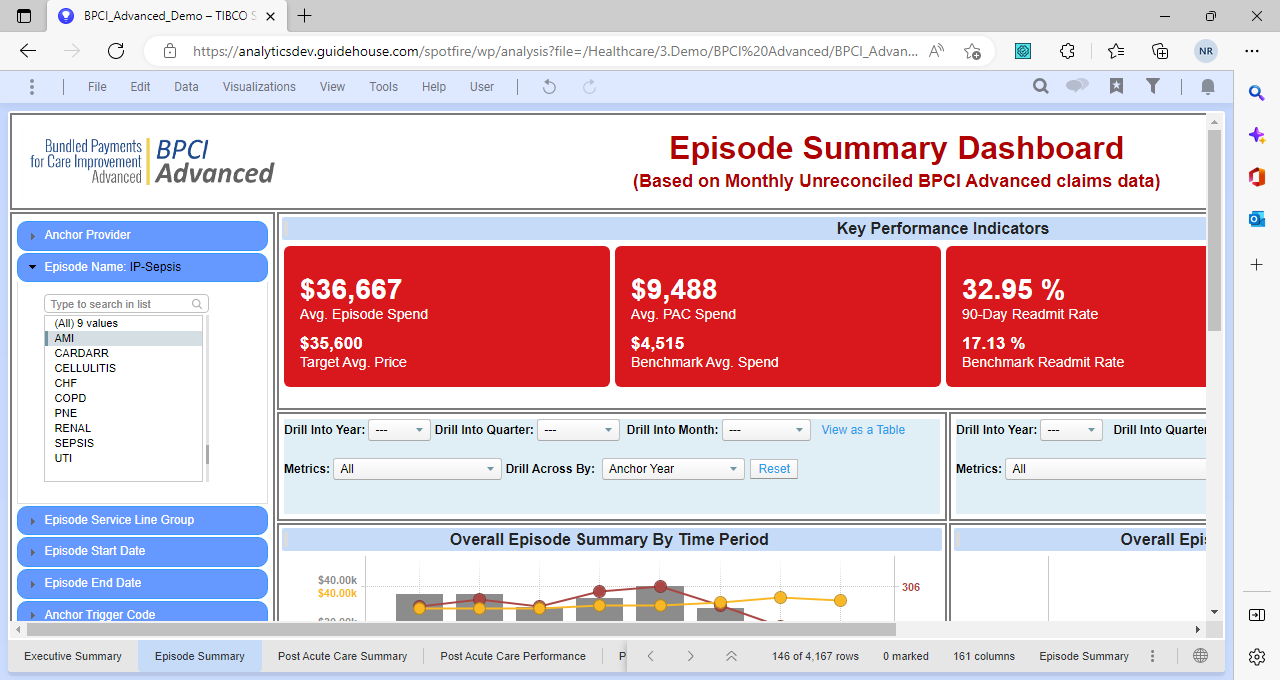 BPCI_Advanced_Demo – TIBCO S
https://analyticsdev.guidehouse.com/spotfire/wp/analysis?file=/Healthcare/3.Demo/BPCI%20Advanced/BPCI_Advan...
NR
File Edit Data Visualizations View Tools Help User
Bundled Payments
for Care Improvement
Advanced
BPCI
Advanced
Episode Summary Dashboard
(Based on Monthly Unreconciled BPCI Advanced claims data)
Anchor Provider
Episode Name: IP-Sepsis
Type to search in list
(All) 9 values
AMI
CARDARR
CELLULITIS
CHF
COPD
PNE
RENAL
SEPSIS
UTI
Episode Service Line Group
Episode Start Date
Episode End Date
Anchor Trigger Code
Key Performance Indicators
$36,667
Avg. Episode Spend
$35,600
Target Avg. Price
$9,488
Avg. PAC Spend
$4,515
Benchmark Avg. Spend
32.95 %
90-Day Readmit Rate
17.13 %
Benchmark Readmit Rate
Drill Into Year: --- Drill Into Quarter: --- Drill Into Month: --- View as a Table
Metrics: All Drill Across By: Anchor Year Reset
Drill Into Year: --- Drill Into Quarter
Metrics: All
Overall Episode Summary By Time Period
$40.00k
$40.00k
306
Overall Epi
Executive Summary Episode Summary Post Acute Care Summary Post Acute Care Performance P
146 of 4,167 rows 0 marked 161 columns Episode Summary